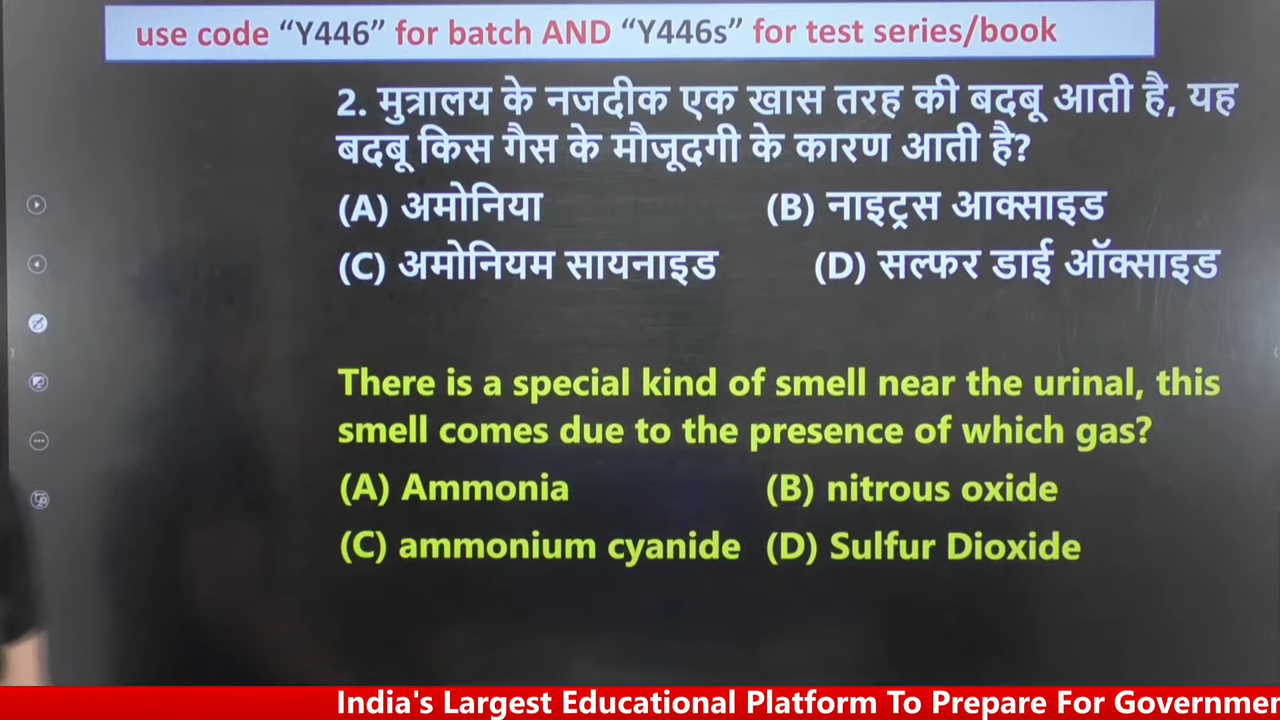 use code “Y446” for batch AND “Y446s” for test series/book
2. मुत्रालय के नजदीक एक खास तरह की बदबू आती है, यह
बदबू किस गैस के मौजूदगी के कारण आती है?
(A) अमोनिया (B) नाइट्रस आक्साइड
(C) अमोनियम सायनाइड (D) सल्फर डाई ऑक्साइड
There is a special kind of smell near the urinal, this
smell comes due to the presence of which gas?
(A) Ammonia (B) nitrous oxide
(C) ammonium cyanide (D) Sulfur Dioxide
India's Largest Educational Platform To Prepare For Governmen